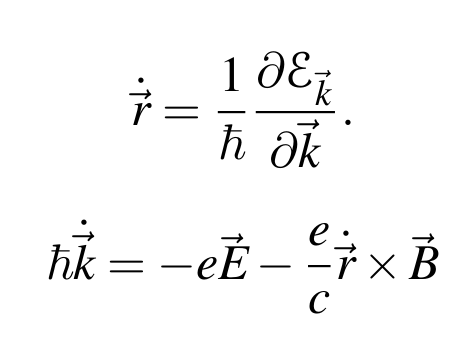 $\dot{\vec{r}} = \frac{1}{\hbar} \frac{\partial \mathcal{E}_{\vec{k}}}{\partial \vec{k}}.$
$\hbar \dot{\vec{k}} = -e\vec{E} - \frac{e}{c} \dot{\vec{r}} \times \vec{B}$